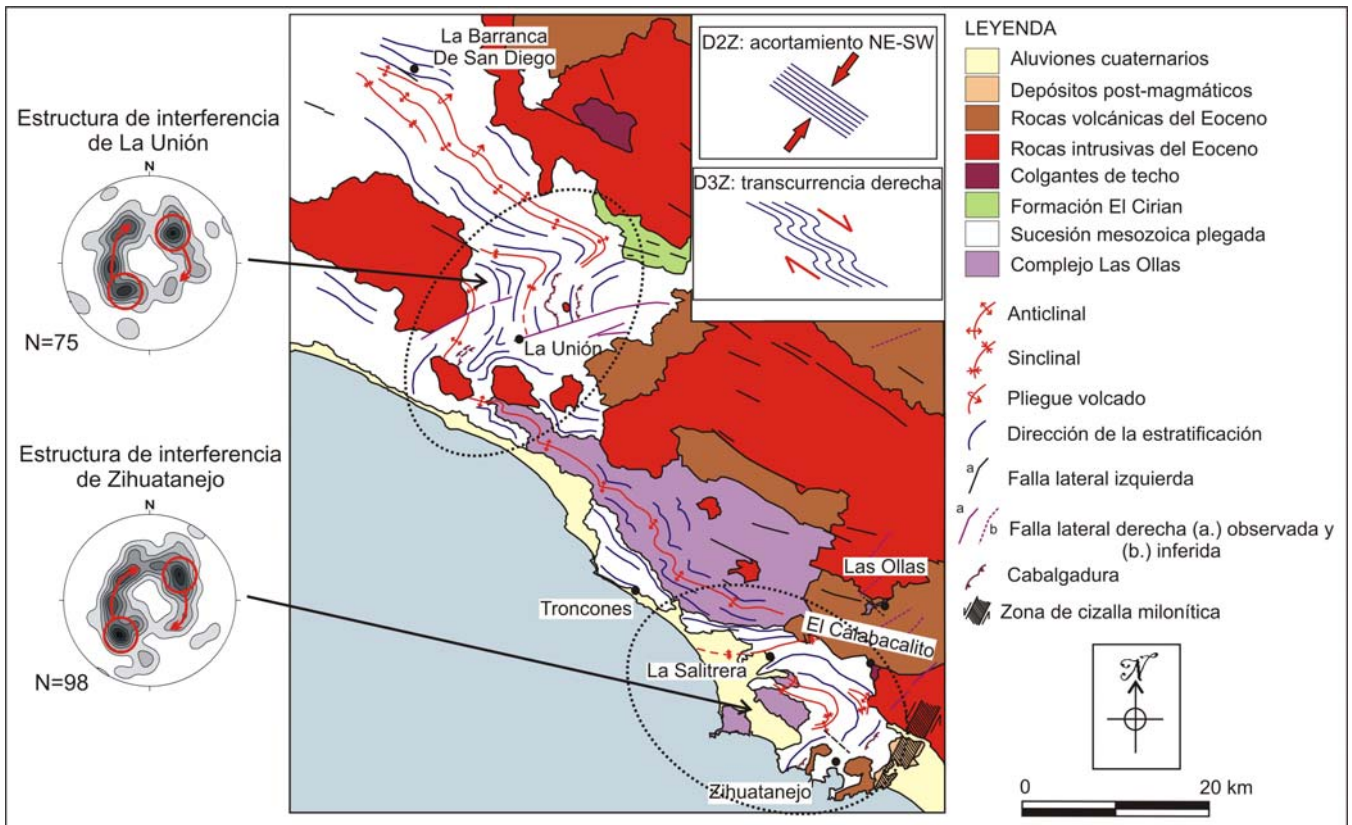 Estructura de interferencia
de La Unión
N
N=75
Estructura de interferencia
de Zihuatanejo
N
N=98
La Barranca
De San Diego
La Unión
Troncones
La Salitrera
Las Ollas
El Calabacalito
Zihuatanejo
D2Z: acortamiento NE-SW
D3Z: transcurrencia derecha
LEYENDA
Aluviones cuaternarios
Depósitos post-magmáticos
Rocas volcánicas del Eoceno
Rocas intrusivas del Eoceno
Colgantes de techo
Formación El Cirian
Sucesión mesozoica plegada
Complejo Las Ollas
Anticlinal
Sinclinal
Pliegue volcado
Dirección de la estratificación
a
Falla lateral izquierda
a
b
Falla lateral derecha (a.) observada y
(b.) inferida
Cabalgadura
Zona de cizalla milonítica
N
0 20 km